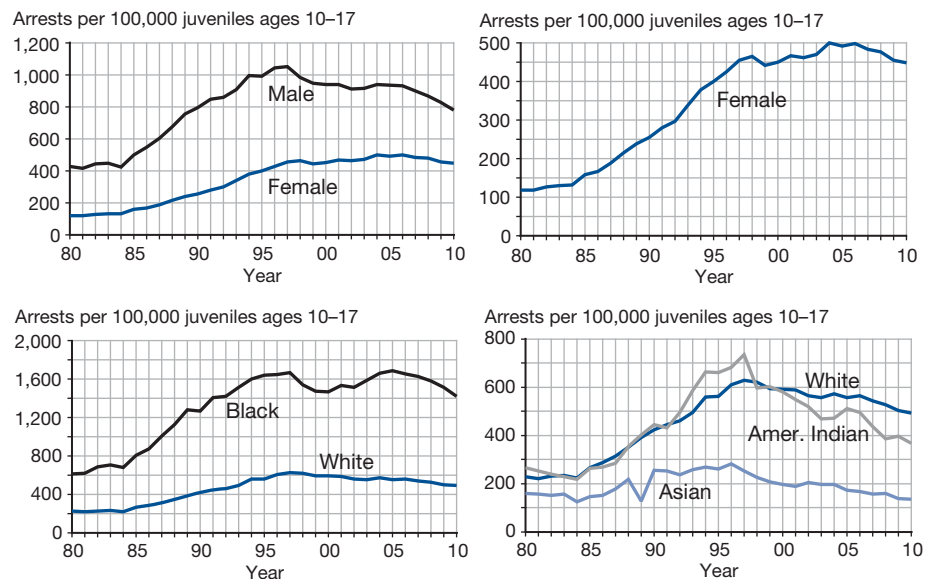 Arrests per 100,000 juveniles ages 10–17
1,200
1,000
800
600
400
200
0
Male
Female
80 85 90 95 00 05 10
Year
Arrests per 100,000 juveniles ages 10–17
500
400
300
200
100
0
Female
80 85 90 95 00 05 10
Year
Arrests per 100,000 juveniles ages 10–17
2,000
1,600
1,200
800
400
0
Black
White
80 85 90 95 00 05 10
Year
Arrests per 100,000 juveniles ages 10–17
800
600
400
200
0
White
Amer. Indian
Asian
80 85 90 95 00 05 10
Year